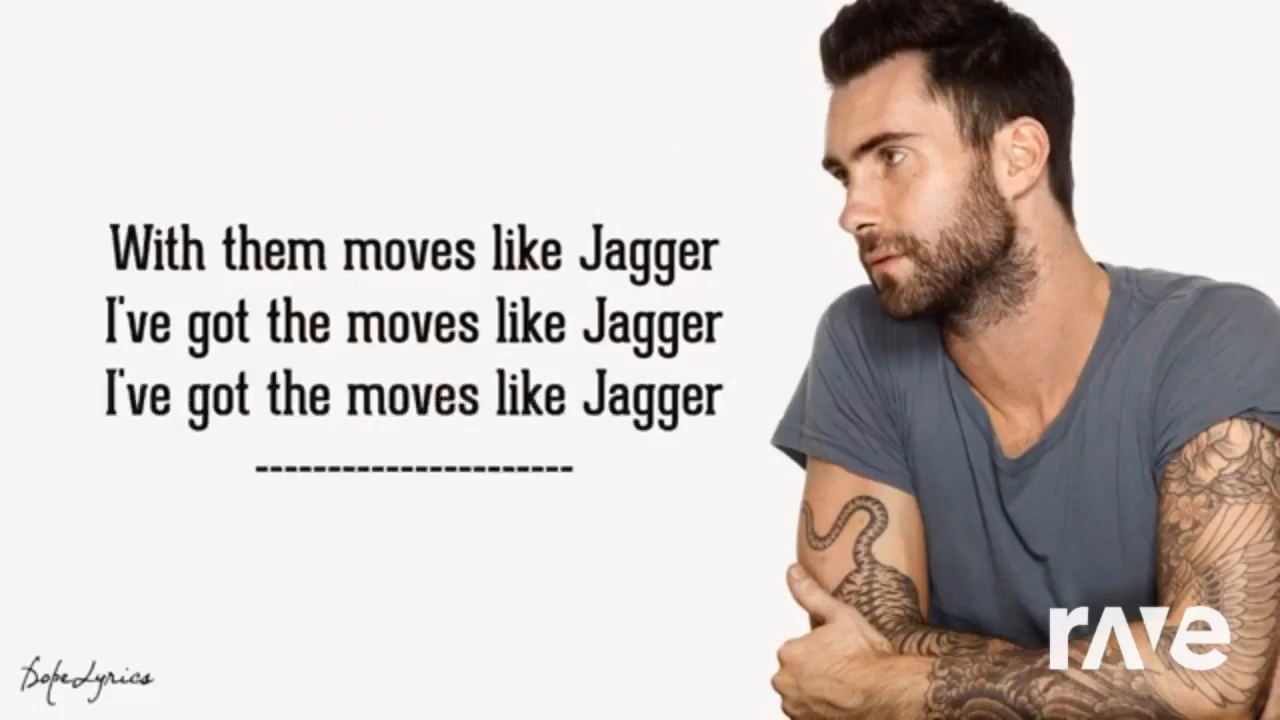 With them moves like Jagger
I've got the moves like Jagger
I've got the moves like Jagger
----------------------
DopeLyrics
rave